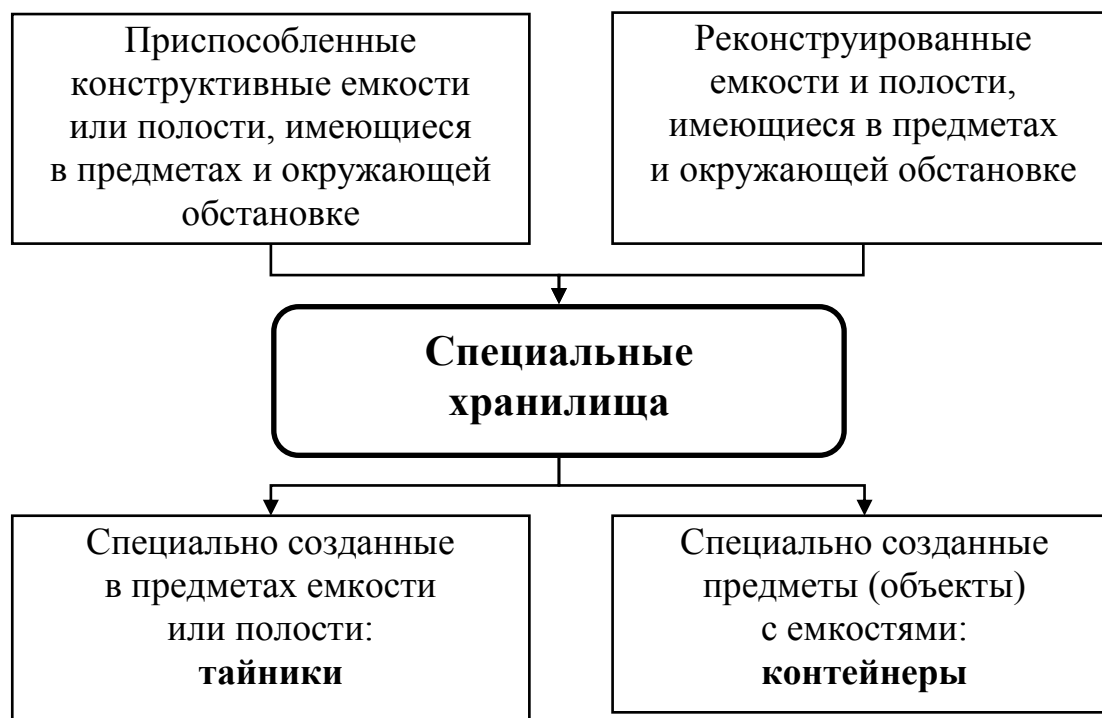 Приспособленные
конструктивные емкости
или полости, имеющиеся
в предметах и окружающей
обстановке
Реконструированные
емкости и полости,
имеющиеся в предметах
и окружающей обстановке
Специальные
хранилища
Специально созданные
в предметах емкости
или полости:
тайники
Специально созданные
предметы (объекты)
с емкостями:
контейнеры